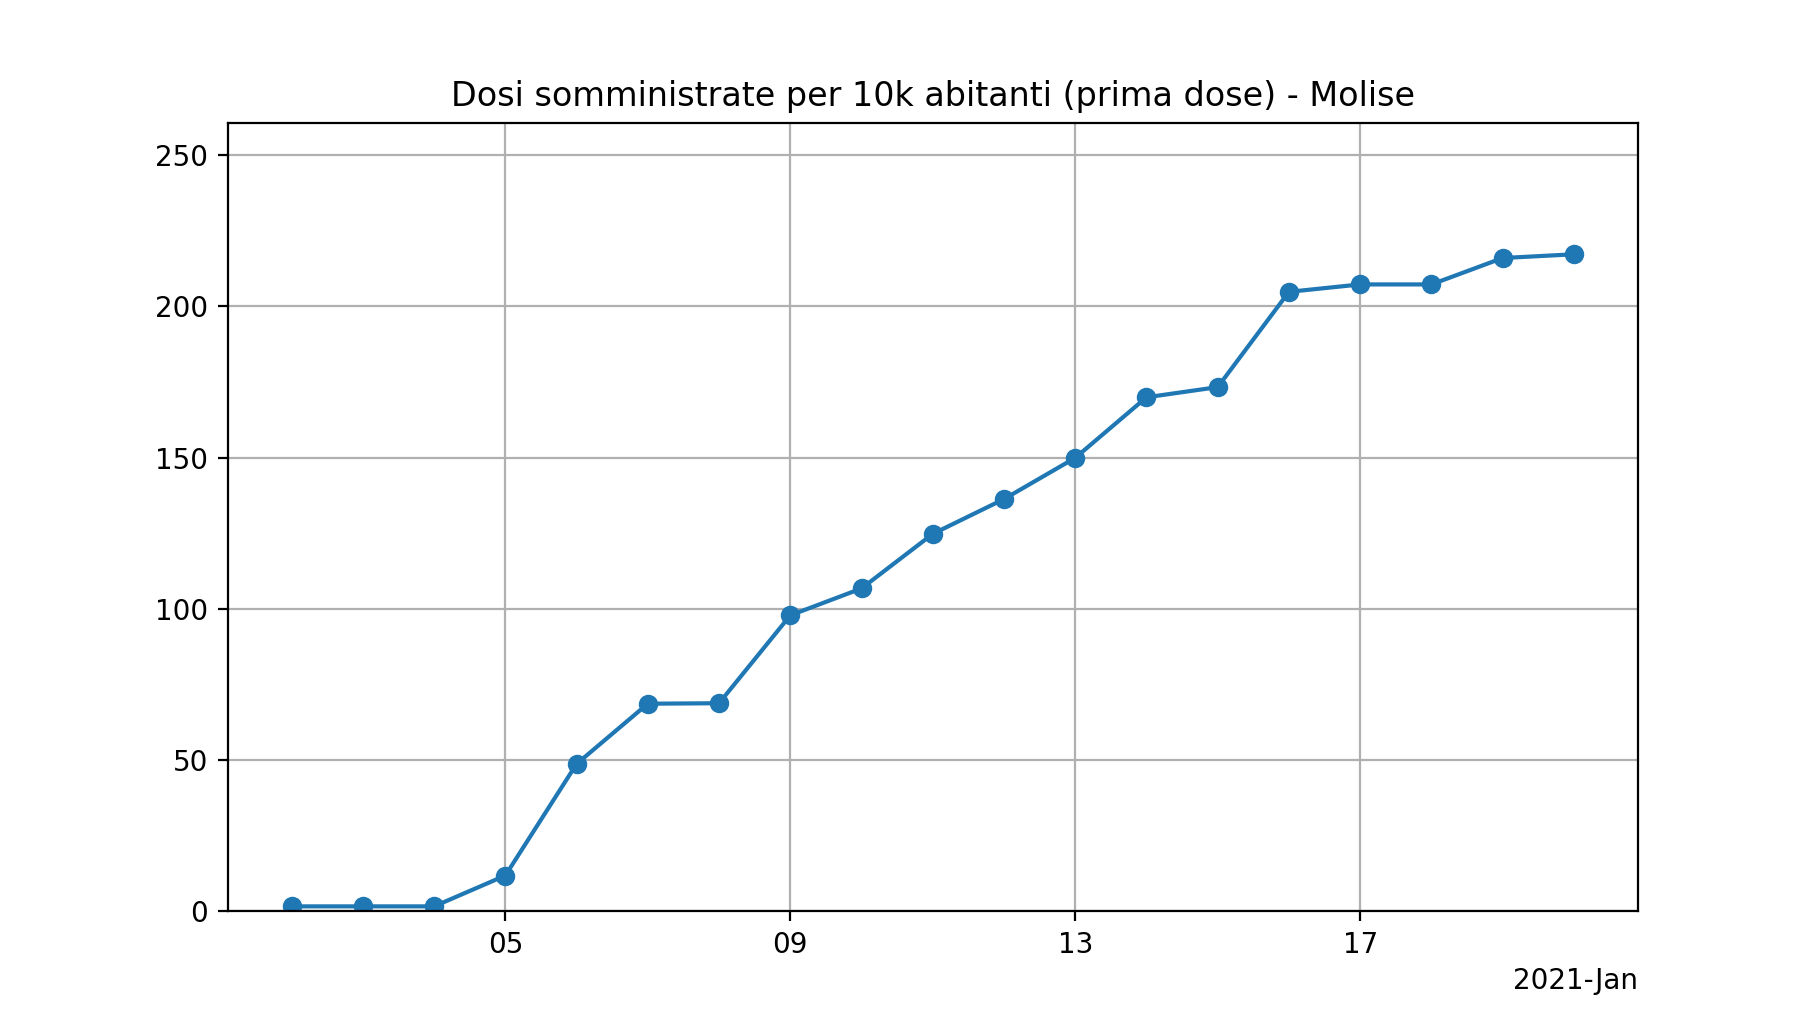 Dosi somministrate per 10k abitanti (prima dose) - Molise
250
200
150
100
50
0
05 09 13 17
2021-Jan